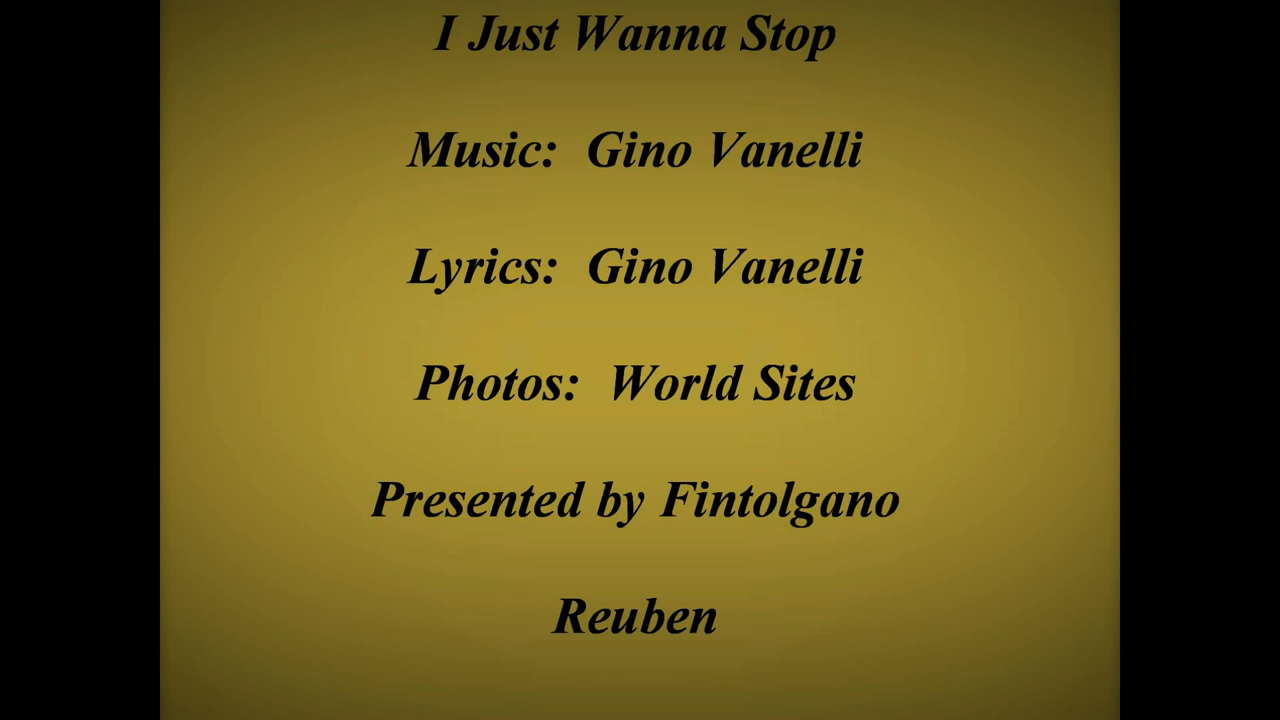 I Just Wanna Stop
Music: Gino Vanelli
Lyrics: Gino Vanelli
Photos: World Sites
Presented by Fintolgano
Reuben